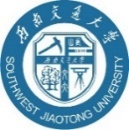 西南交通大学
SOUTHWEST JIAOTONG UNIVERSITY